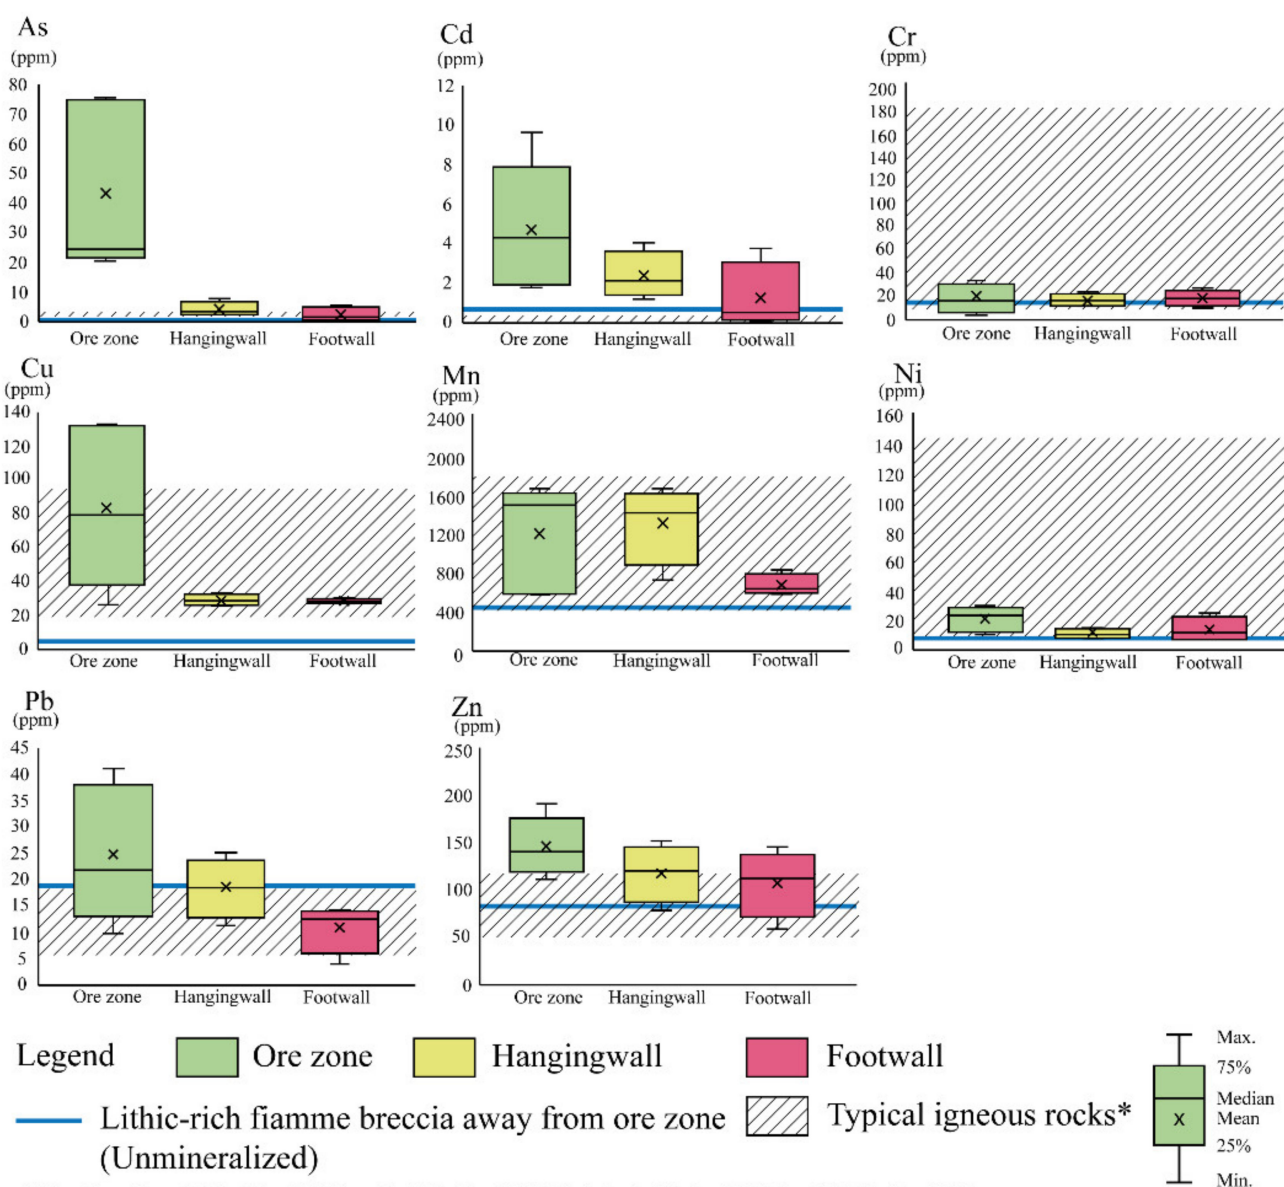 As
(ppm)
80
70
60
50
40
30
20
10
0
Ore zone Hangingwall Footwall
Cd
(ppm)
12
10
8
6
4
2
0
Ore zone Hangingwall Footwall
Cr
(ppm)
200
180
160
140
120
100
80
60
40
20
0
Ore zone Hangingwall Footwall
Cu
(ppm)
140
120
100
80
60
40
20
0
Ore zone Hangingwall Footwall
Mn
(ppm)
2400
2000
1600
1200
800
400
0
Ore zone Hangingwall Footwall
Ni
(ppm)
160
140
120
100
80
60
40
20
0
Ore zone Hangingwall Footwall
Pb
(ppm)
45
40
35
30
25
20
15
10
5
0
Ore zone Hangingwall Footwall
Zn
(ppm)
250
200
150
100
50
0
Ore zone Hangingwall Footwall
Legend Ore zone Hangingwall Footwall
Lithic-rich fiamme breccia away from ore zone
(Unmineralized)
Typical igneous rocks*
Max.
75%
Median
Mean
25%
Min.